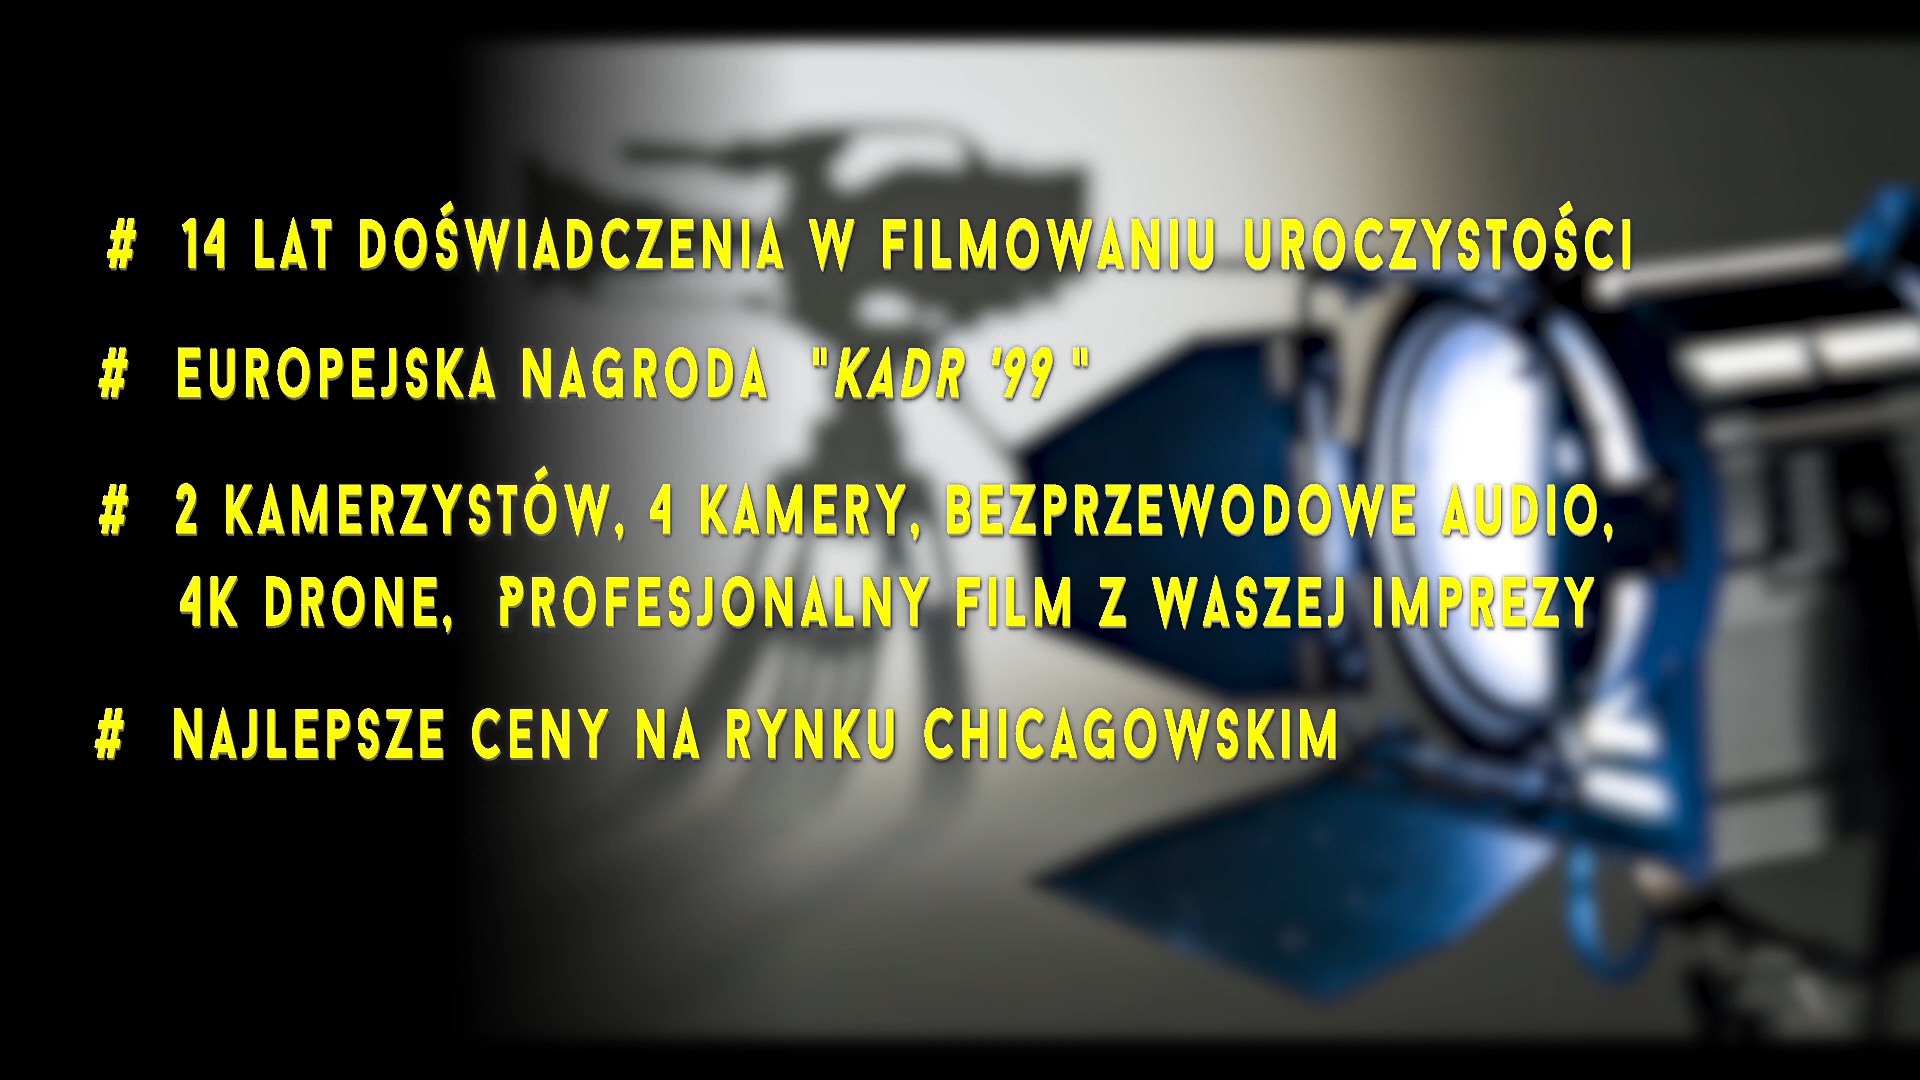 # 14 LAT DOŚWIADCZENIA W FILMOWANIU UROCZYSTOŚCI
# EUROPEJSKA NAGRODA "KADR '99 "
# 2 KAMERZYSTÓW, 4 KAMERY, BEZPRZEWODOWE AUDIO,
4K DRONE, PROFESJONALNY FILM Z WASZEJ IMPREZY
# NAJLEPSZE CENY NA RYNKU CHICAGOWSKIM